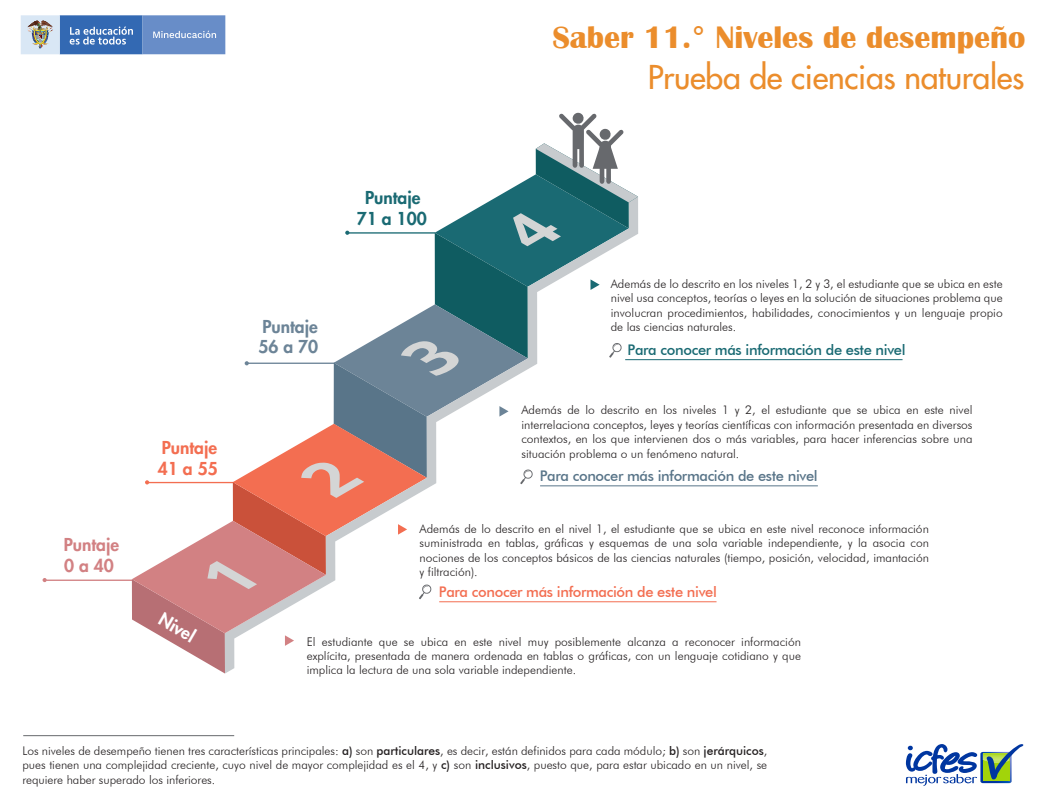 La educación
es de todos
Mineducación
Saber 11.° Niveles de desempeño
Prueba de ciencias naturales
Puntaje
71 a 100
4
Además de lo descrito en los niveles 1, 2 y 3, el estudiante que se ubica en este
nivel usa conceptos, teorías o leyes en la solución de situaciones problema que
involucran procedimientos, habilidades, conocimientos y un lenguaje propio
de las ciencias naturales.
Para conocer más información de este nivel
Puntaje
56 a 70
3
Además de lo descrito en los niveles 1 y 2, el estudiante que se ubica en este nivel
interrelaciona conceptos, leyes y teorías científicas con información presentada en diversos
contextos, en los que intervienen dos o más variables, para hacer inferencias sobre una
situación problema o un fenómeno natural.
Para conocer más información de este nivel
Puntaje
41 a 55
2
Además de lo descrito en el nivel 1, el estudiante que se ubica en este nivel reconoce información
suministrada en tablas, gráficas y esquemas de una sola variable independiente, y la asocia con
nociones de los conceptos básicos de las ciencias naturales (tiempo, posición, velocidad, imantación
y filtración).
Para conocer más información de este nivel
Puntaje
0 a 40
1
Nivel
El estudiante que se ubica en este nivel muy posiblemente alcanza a reconocer información
explícita, presentada de manera ordenada en tablas o gráficas, con un lenguaje cotidiano y que
implica la lectura de una sola variable independiente.
Los niveles de desempeño tienen tres características principales: a) son particulares, es decir, están definidos para cada módulo; b) son jerárquicos,
pues tienen una complejidad creciente, cuyo nivel de mayor complejidad es el 4, y c) son inclusivos, puesto que, para estar ubicado en un nivel, se
requiere haber superado los inferiores.
icfes
mejor saber